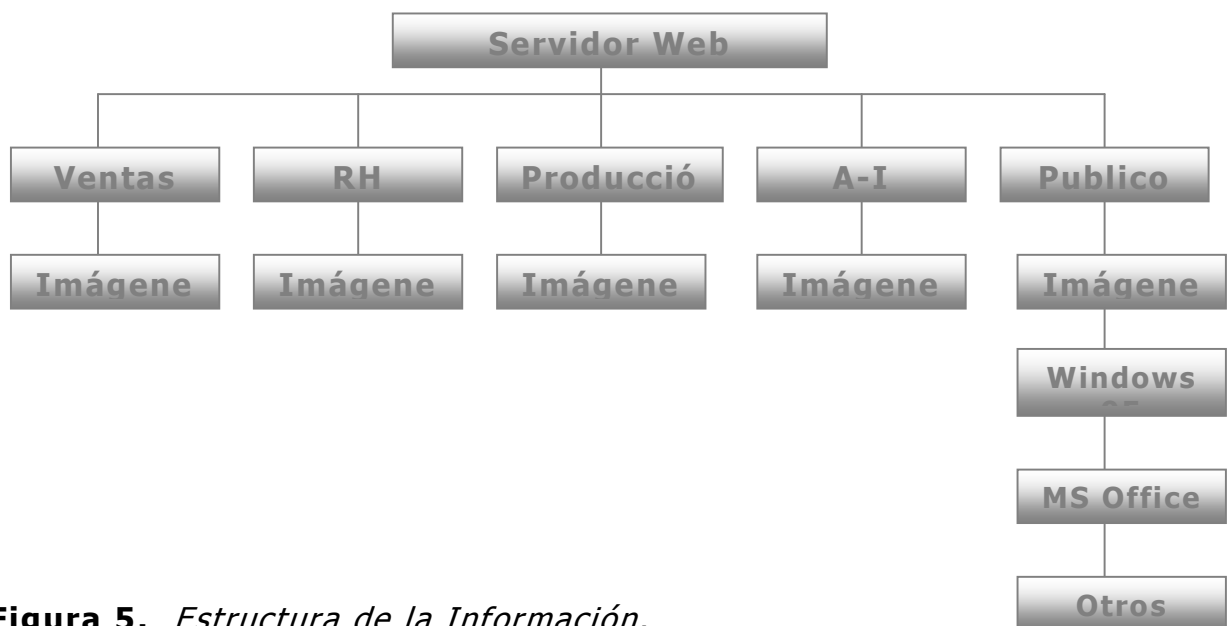 Servidor Web
Ventas RH Producció A-I Publico
Imágene Imágene Imágene Imágene Imágene
Windows
MS Office
Otros
Figura 5. Estructura de la Información.